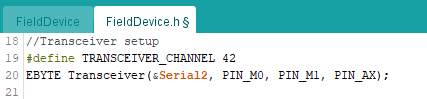 FieldDevice FieldDevice.h §
18 //Transceiver setup
19 #define TRANSCEIVER_CHANNEL 42
20 EBYTE Transceiver(&Serial2, PIN_M0, PIN_M1, PIN_AX);
21